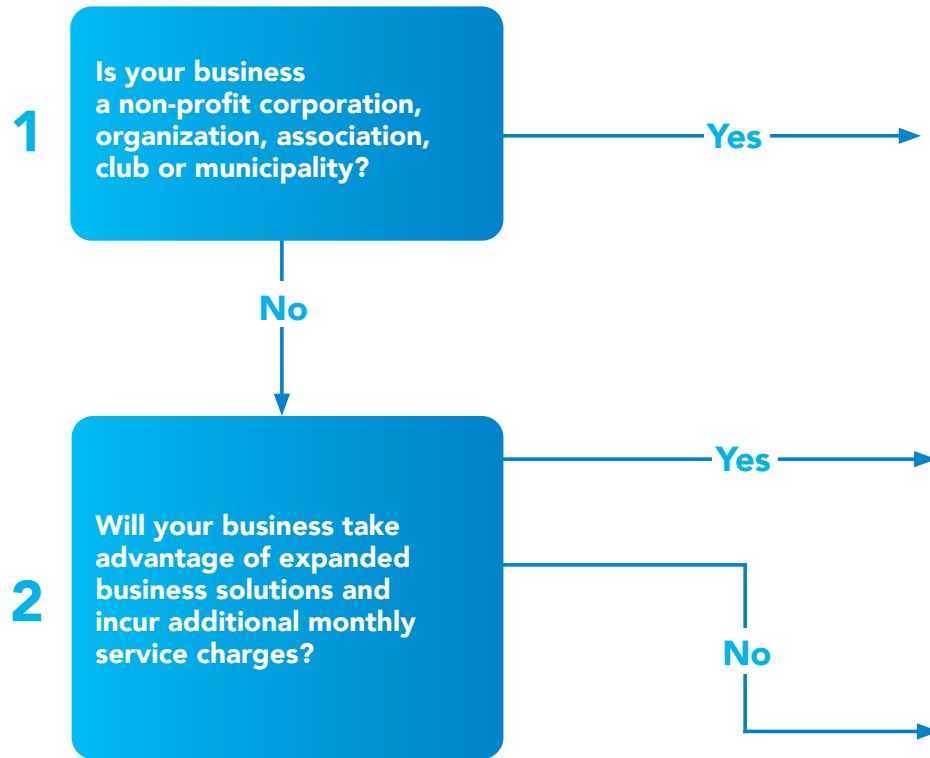 1
Is your business
a non-profit corporation,
organization, association,
club or municipality?
Yes
No
2
Will your business take
advantage of expanded
business solutions and
incur additional monthly
service charges?
Yes
No